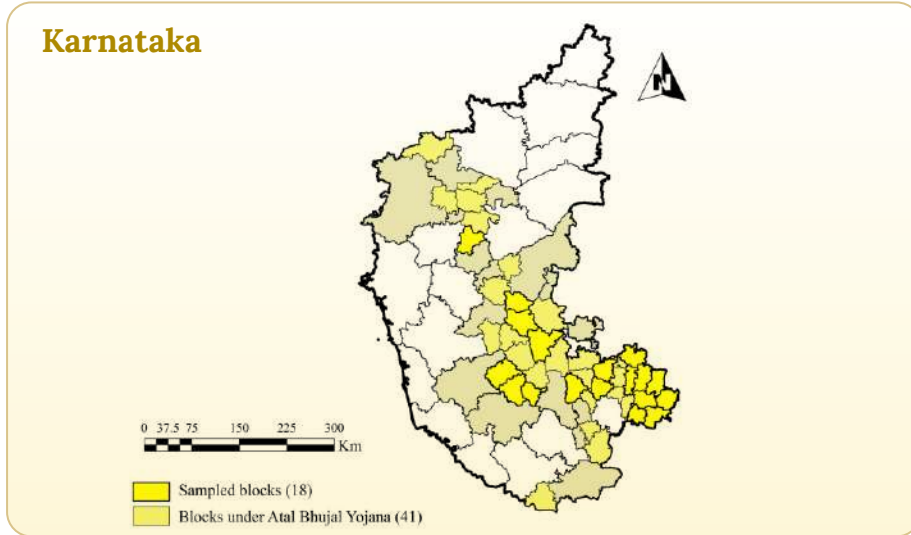 Karnataka
N
0 37.5 75 150 225 300
Km
Sampled blocks (18)
Blocks under Atal Bhujal Yojana (41)